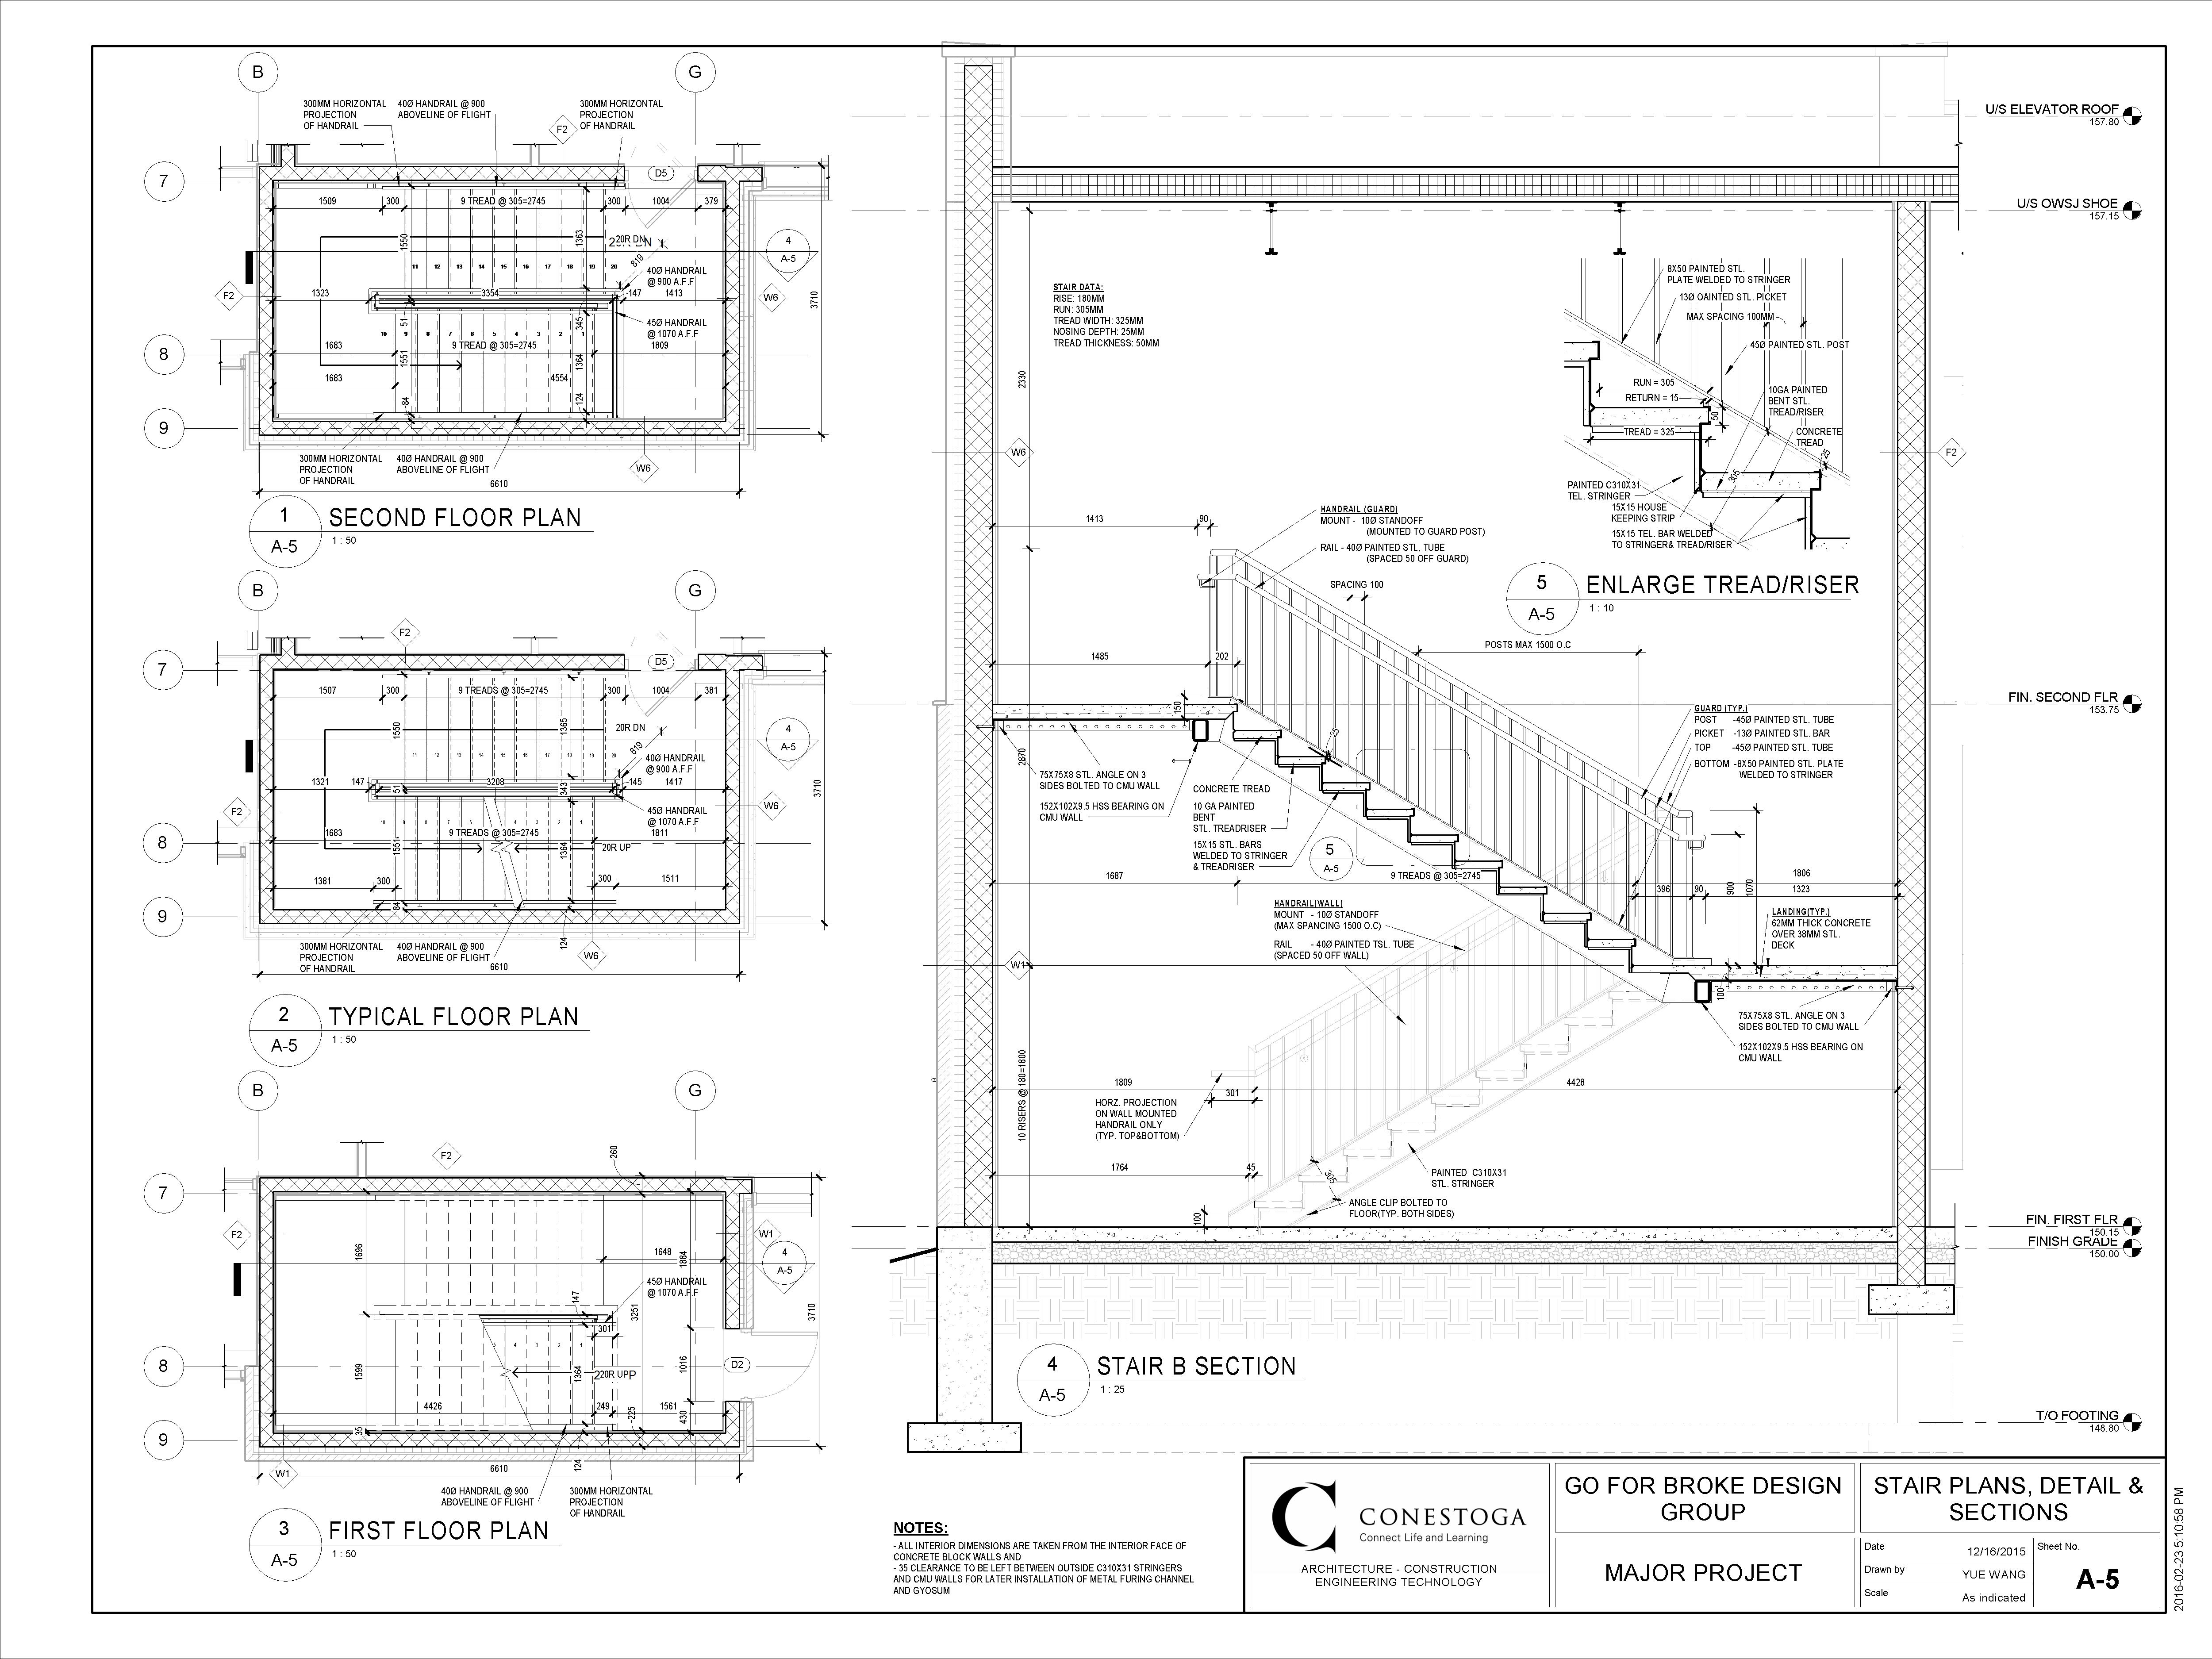 B
G
300MM HORIZONTAL
PROJECTION
OF HANDRAIL
40Ø HANDRAIL @ 900
ABOVELINE OF FLIGHT
300MM HORIZONTAL
PROJECTION
OF HANDRAIL
F2
7
D5
1509
300
9 TREAD @ 305=2745
300
1004
379
1550
1363
20R DN
819
4
A-5
11 12 13 14 15 16 17 18 19 20
40Ø HANDRAIL
@ 900 A.F.F
F2
1323
3354
147
1413
W6
3710
51
345
45Ø HANDRAIL
@ 1070 A.F.F
10 9 8 7 6 5 4 3 2 1
8
1683
1551
9 TREAD @ 305=2745
1364
1809
1683
4554
84
124
9
300MM HORIZONTAL
PROJECTION
OF HANDRAIL
40Ø HANDRAIL @ 900
ABOVELINE OF FLIGHT
W6
6610
1
A-5
SECOND FLOOR PLAN
1 : 50
B
G
F2
7
D5
1507
300
9 TREADS @ 305=2745
300
1004
381
1550
1365
20R DN
819
4
A-5
11 12 13 14 15 16 17 18 19 20
40Ø HANDRAIL
@ 900 A.F.F
1321
147
3208
145
1417
3710
51
343
F2
W6
45Ø HANDRAIL
@ 1070 A.F.F
8
1683
1551
9 TREADS @ 305=2745
1364
1811
20R UP
1381
300
300
1511
84
124
9
300MM HORIZONTAL
PROJECTION
OF HANDRAIL
40Ø HANDRAIL @ 900
ABOVELINE OF FLIGHT
W6
6610
2
A-5
TYPICAL FLOOR PLAN
1 : 50
B
G
F2
260
7
F2
W1
1696
1648
1884
4
A-5
45Ø HANDRAIL
@ 1070 A.F.F
147
3251
3710
301
5 4 3 2 1
8
1599
1364
20R UP
1016
D2
4426
249
1561
35
225
430
9
W1
6610
124
40Ø HANDRAIL @ 900
ABOVELINE OF FLIGHT
300MM HORIZONTAL
PROJECTION
OF HANDRAIL
3
A-5
FIRST FLOOR PLAN
1 : 50
U/S ELEVATOR ROOF
157.80
U/S OWSJ SHOE
157.15
STAIR DATA:
RISE: 180MM
RUN: 305MM
TREAD WIDTH: 325MM
NOSING DEPTH: 25MM
TREAD THICKNESS: 50MM
2330
8X50 PAINTED STL.
PLATE WELDED TO STRINGER
13Ø OAINTED STL. PICKET
MAX SPACING 100MM
45Ø PAINTED STL. POST
RUN = 305
RETURN = 15
10GA PAINTED
BENT STL.
TREAD/RISER
50
TREAD = 325
CONCRETE
TREAD
25
305
PAINTED C310X31
TEL. STRINGER
15X15 HOUSE
KEEPING STRIP
15X15 TEL. BAR WELDED
TO STRINGER& TREAD/RISER
5
A-5
ENLARGE TREAD/RISER
1 : 10
W6
F2
1413
90
HANDRAIL (GUARD)
MOUNT - 10Ø STANDOFF
(MOUNTED TO GUARD POST)
RAIL - 40Ø PAINTED STL, TUBE
(SPACED 50 OFF GUARD)
SPACING 100
POSTS MAX 1500 O.C
1485
202
FIN. SECOND FLR
153.75
150
25
2870
75X75X8 STL. ANGLE ON 3
SIDES BOLTED TO CMU WALL
152X102X9.5 HSS BEARING ON
CMU WALL
CONCRETE TREAD
10 GA PAINTED
BENT
STL. TREADRISER
15X15 STL. BARS
WELDED TO STRINGER
& TREADRISER
5
A-5
GUARD (TYP.)
POST -45Ø PAINTED STL. TUBE
PICKET -13Ø PAINTED STL. BAR
TOP -45Ø PAINTED STL. TUBE
BOTTOM -8X50 PAINTED STL. PLATE
WELDED TO STRINGER
1687
9 TREADS @ 305=2745
1806
396
90
1323
900
1070
HANDRAIL(WALL)
MOUNT - 10Ø STANDOFF
(MAX SPANCING 1500 O.C)
RAIL - 40Ø PAINTED TSL. TUBE
(SPACED 50 OFF WALL)
LANDING(TYP.)
62MM THICK CONCRETE
OVER 38MM STL.
DECK
W1
100
75X75X8 STL. ANGLE ON 3
SIDES BOLTED TO CMU WALL
152X102X9.5 HSS BEARING ON
CMU WALL
10 RISERS @ 180=1800
1809
4428
301
HORZ. PROJECTION
ON WALL MOUNTED
HANDRAIL ONLY
(TYP. TOP&BOTTOM)
1764
45
305
PAINTED C310X31
STL. STRINGER
ANGLE CLIP BOLTED TO
FLOOR(TYP. BOTH SIDES)
100
FIN. FIRST FLR
150.15
FINISH GRADE
150.00
4
A-5
STAIR B SECTION
1 : 25
T/O FOOTING
148.80
NOTES:
- ALL INTERIOR DIMENSIONS ARE TAKEN FROM THE INTERIOR FACE OF
CONCRETE BLOCK WALLS AND
- 35 CLEARANCE TO BE LEFT BETWEEN OUTSIDE C310X31 STRINGERS
AND CMU WALLS FOR LATER INSTALLATION OF METAL FURING CHANNEL
AND GYOSUM
CONESTOGA
Connect Life and Learning
ARCHITECTURE - CONSTRUCTION
ENGINEERING TECHNOLOGY
GO FOR BROKE DESIGN
GROUP
MAJOR PROJECT
STAIR PLANS, DETAIL &
SECTIONS
Date 12/16/2015
Drawn by YUE WANG
Scale As indicated
Sheet No.
A-5
2016-02-23 5:10:58 PM